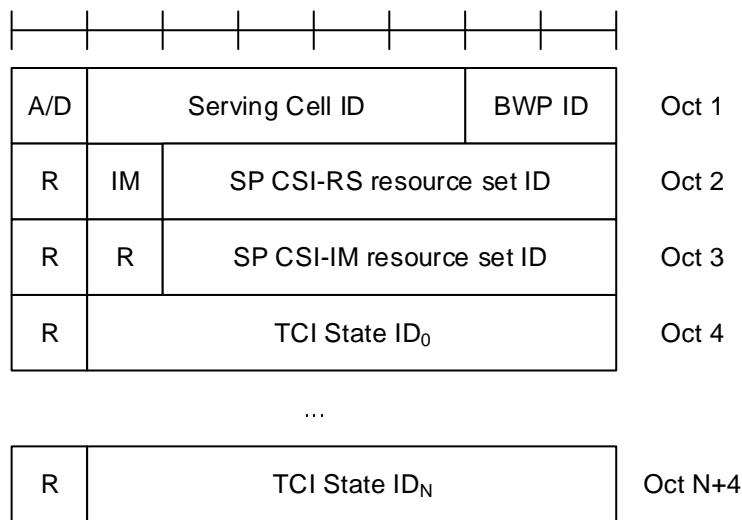 A/D Serving Cell ID BWP ID Oct 1
R IM SP CSI-RS resource set ID Oct 2
R R SP CSI-IM resource set ID Oct 3
R TCI State ID₀ Oct 4
...
R TCI State IDN Oct N+4